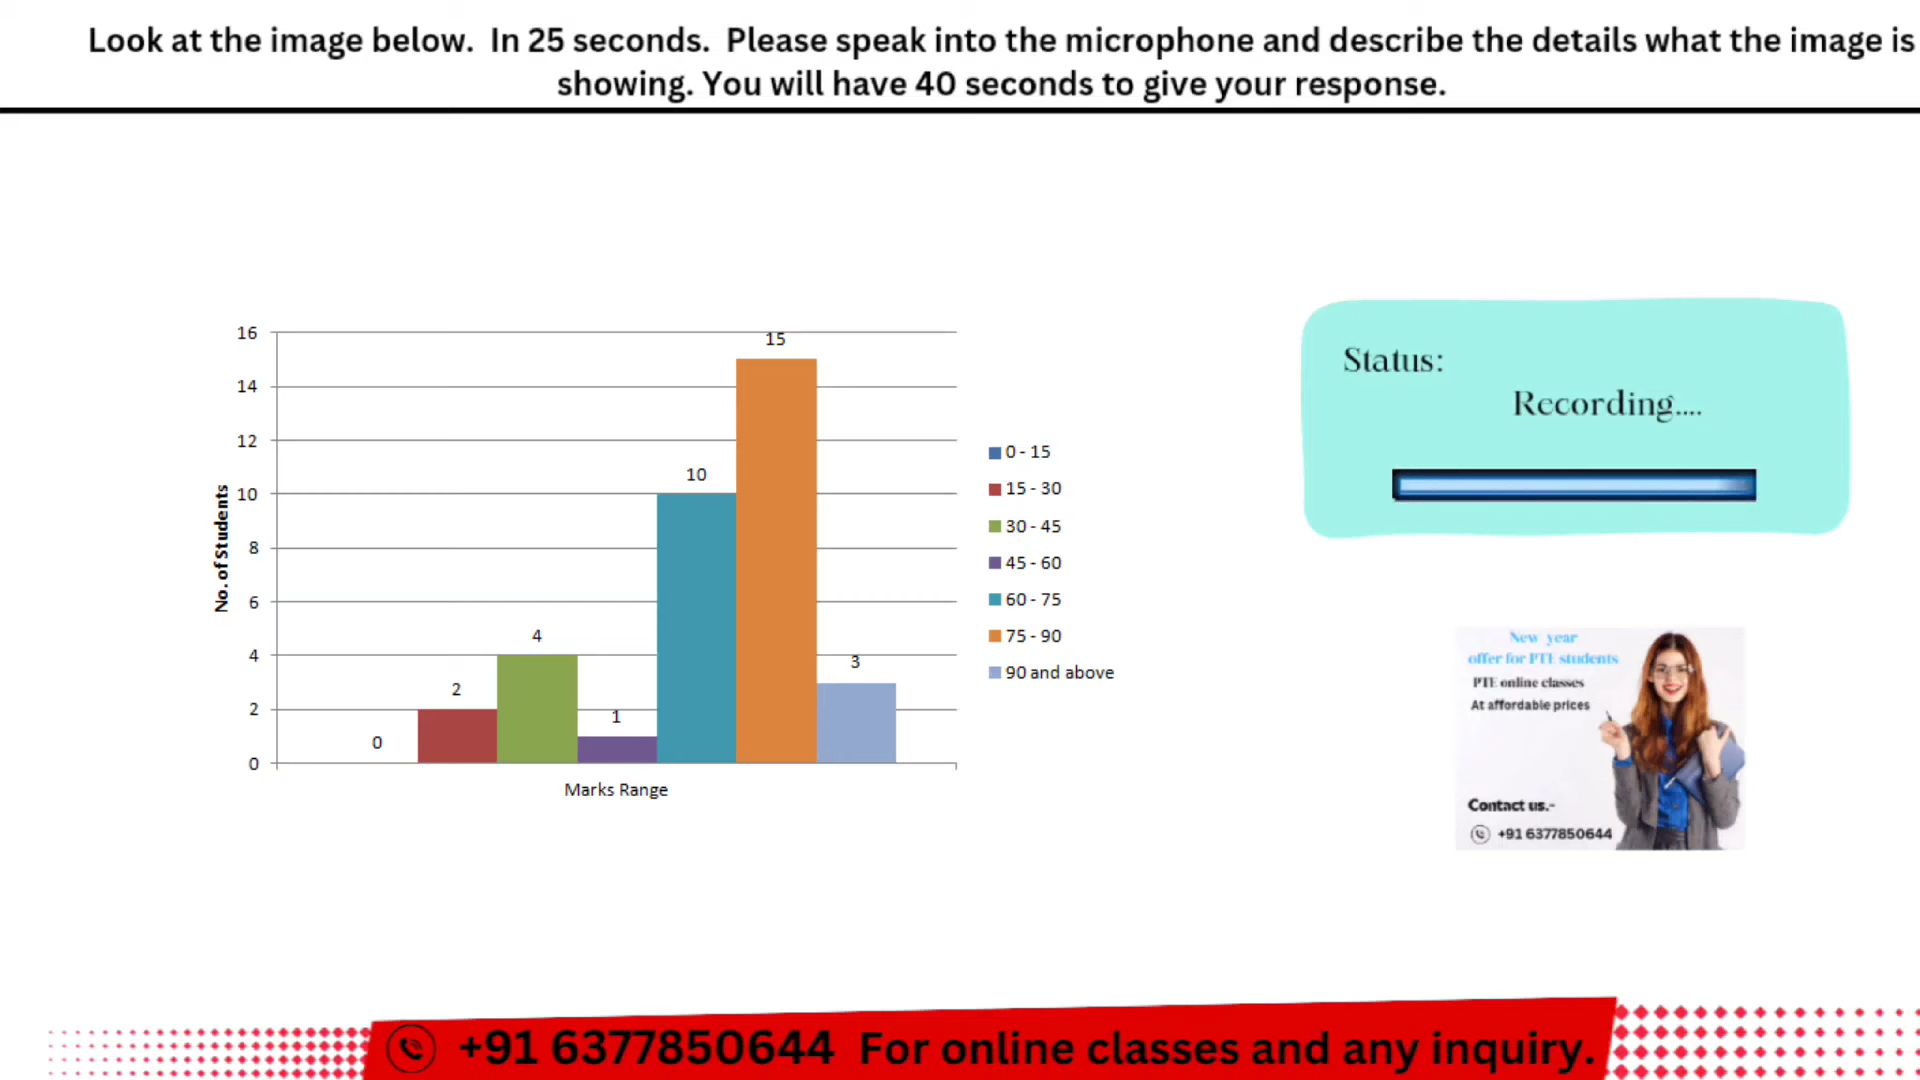 Look at the image below. In 25 seconds. Please speak into the microphone and describe the details what the image is
showing. You will have 40 seconds to give your response.
16
14
12
10
8
6
4
2
0
No. of Students
0
2
4
1
10
15
3
Marks Range
0 - 15
15 - 30
30 - 45
45 - 60
60 - 75
75 - 90
90 and above
Status:
Recording....
New year
offer for PTE students
PTE online classes
At affordable prices
Contact us.-
+91 6377850644
+91 6377850644 For online classes and any inquiry.